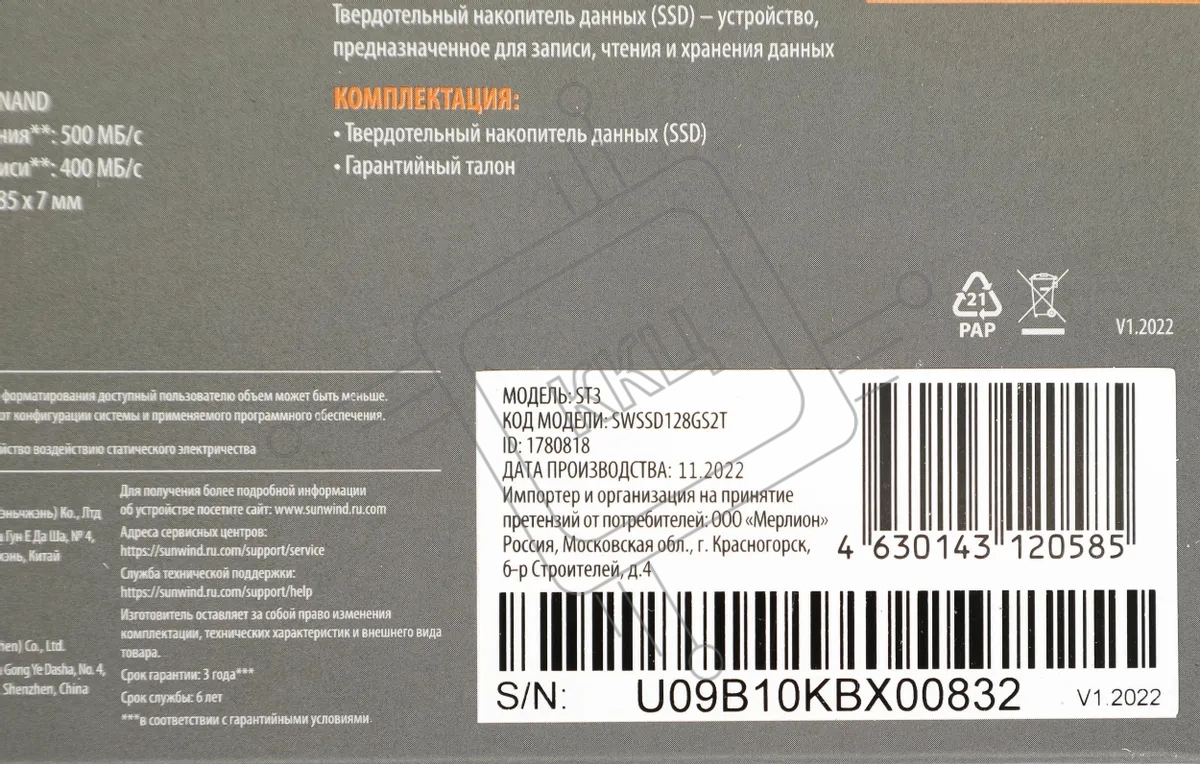 Твердотельный накопитель данных (SSD) – устройство,
предназначенное для записи, чтения и хранения данных
КОМПЛЕКТАЦИЯ:
• Твердотельный накопитель данных (SSD)
• Гарантийный талон
NAND
ния**: 500 МБ/с
иси**: 400 МБ/с
85 x 7 мм
21
PAP
V1.2022
форматирования доступный пользователю объем может быть меньше.
от конфигурации системы и применяемого программного обеспечения.
йство воздействию статического электричества
эньчжэнь) Ко., Лтд
Гун Е Да Ша, № 4,
жэнь, Китай
hen) Co., Ltd.
Gong Ye Dasha, No. 4,
Shenzhen, China
Для получения более подробной информации
об устройстве посетите сайт: www.sunwind.ru.com
Адреса сервисных центров:
https://sunwind.ru.com/support/service
Служба технической поддержки:
https://sunwind.ru.com/support/help
Изготовитель оставляет за собой право изменения
комплектации, технических характеристик и внешнего вида
товара.
Срок гарантии: 3 года***
Срок службы: 6 лет
***в соответствии с гарантийными условиями
МОДЕЛЬ: ST3
КОД МОДЕЛИ: SWSSD128GS2T
ID: 1780818
ДАТА ПРОИЗВОДСТВА: 11.2022
Импортер и организация на принятие
претензий от потребителей: ООО «Мерлион»
Россия, Московская обл., г. Красногорск,
б-р Строителей, д.4
4 630143 120585
S/N: U09B10KBX00832 V1.2022
ККЦ